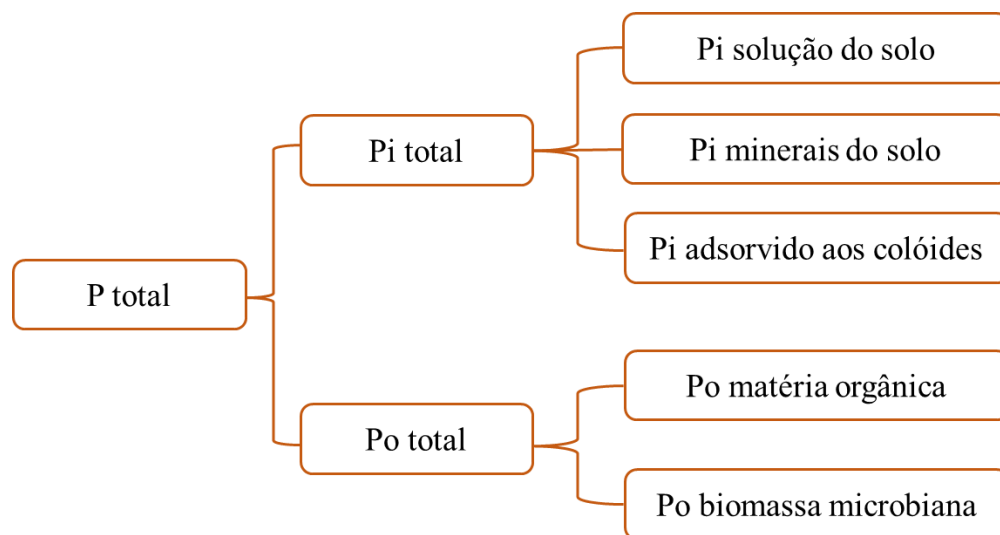 P total
Pi total
Pi solução do solo
Pi minerais do solo
Pi adsorvido aos colóides
Po total
Po matéria orgânica
Po biomassa microbiana